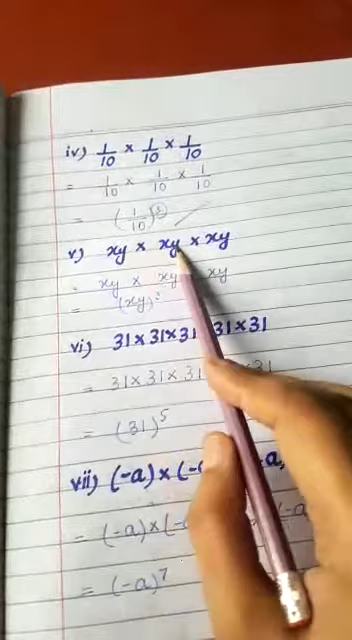 iv) 1/10 × 1/10 × 1/10
= 1/10 × 1/10 × 1/10
= (1/10)³
v) xy × xy × xy
= xy × xy xy
= (xy)³
vi) 31×31×31 31×31
= 31×31×31 31
= (31)⁵
vii) (-a)×(- -a,
= (-a)×(- (-a
= (-a)⁷